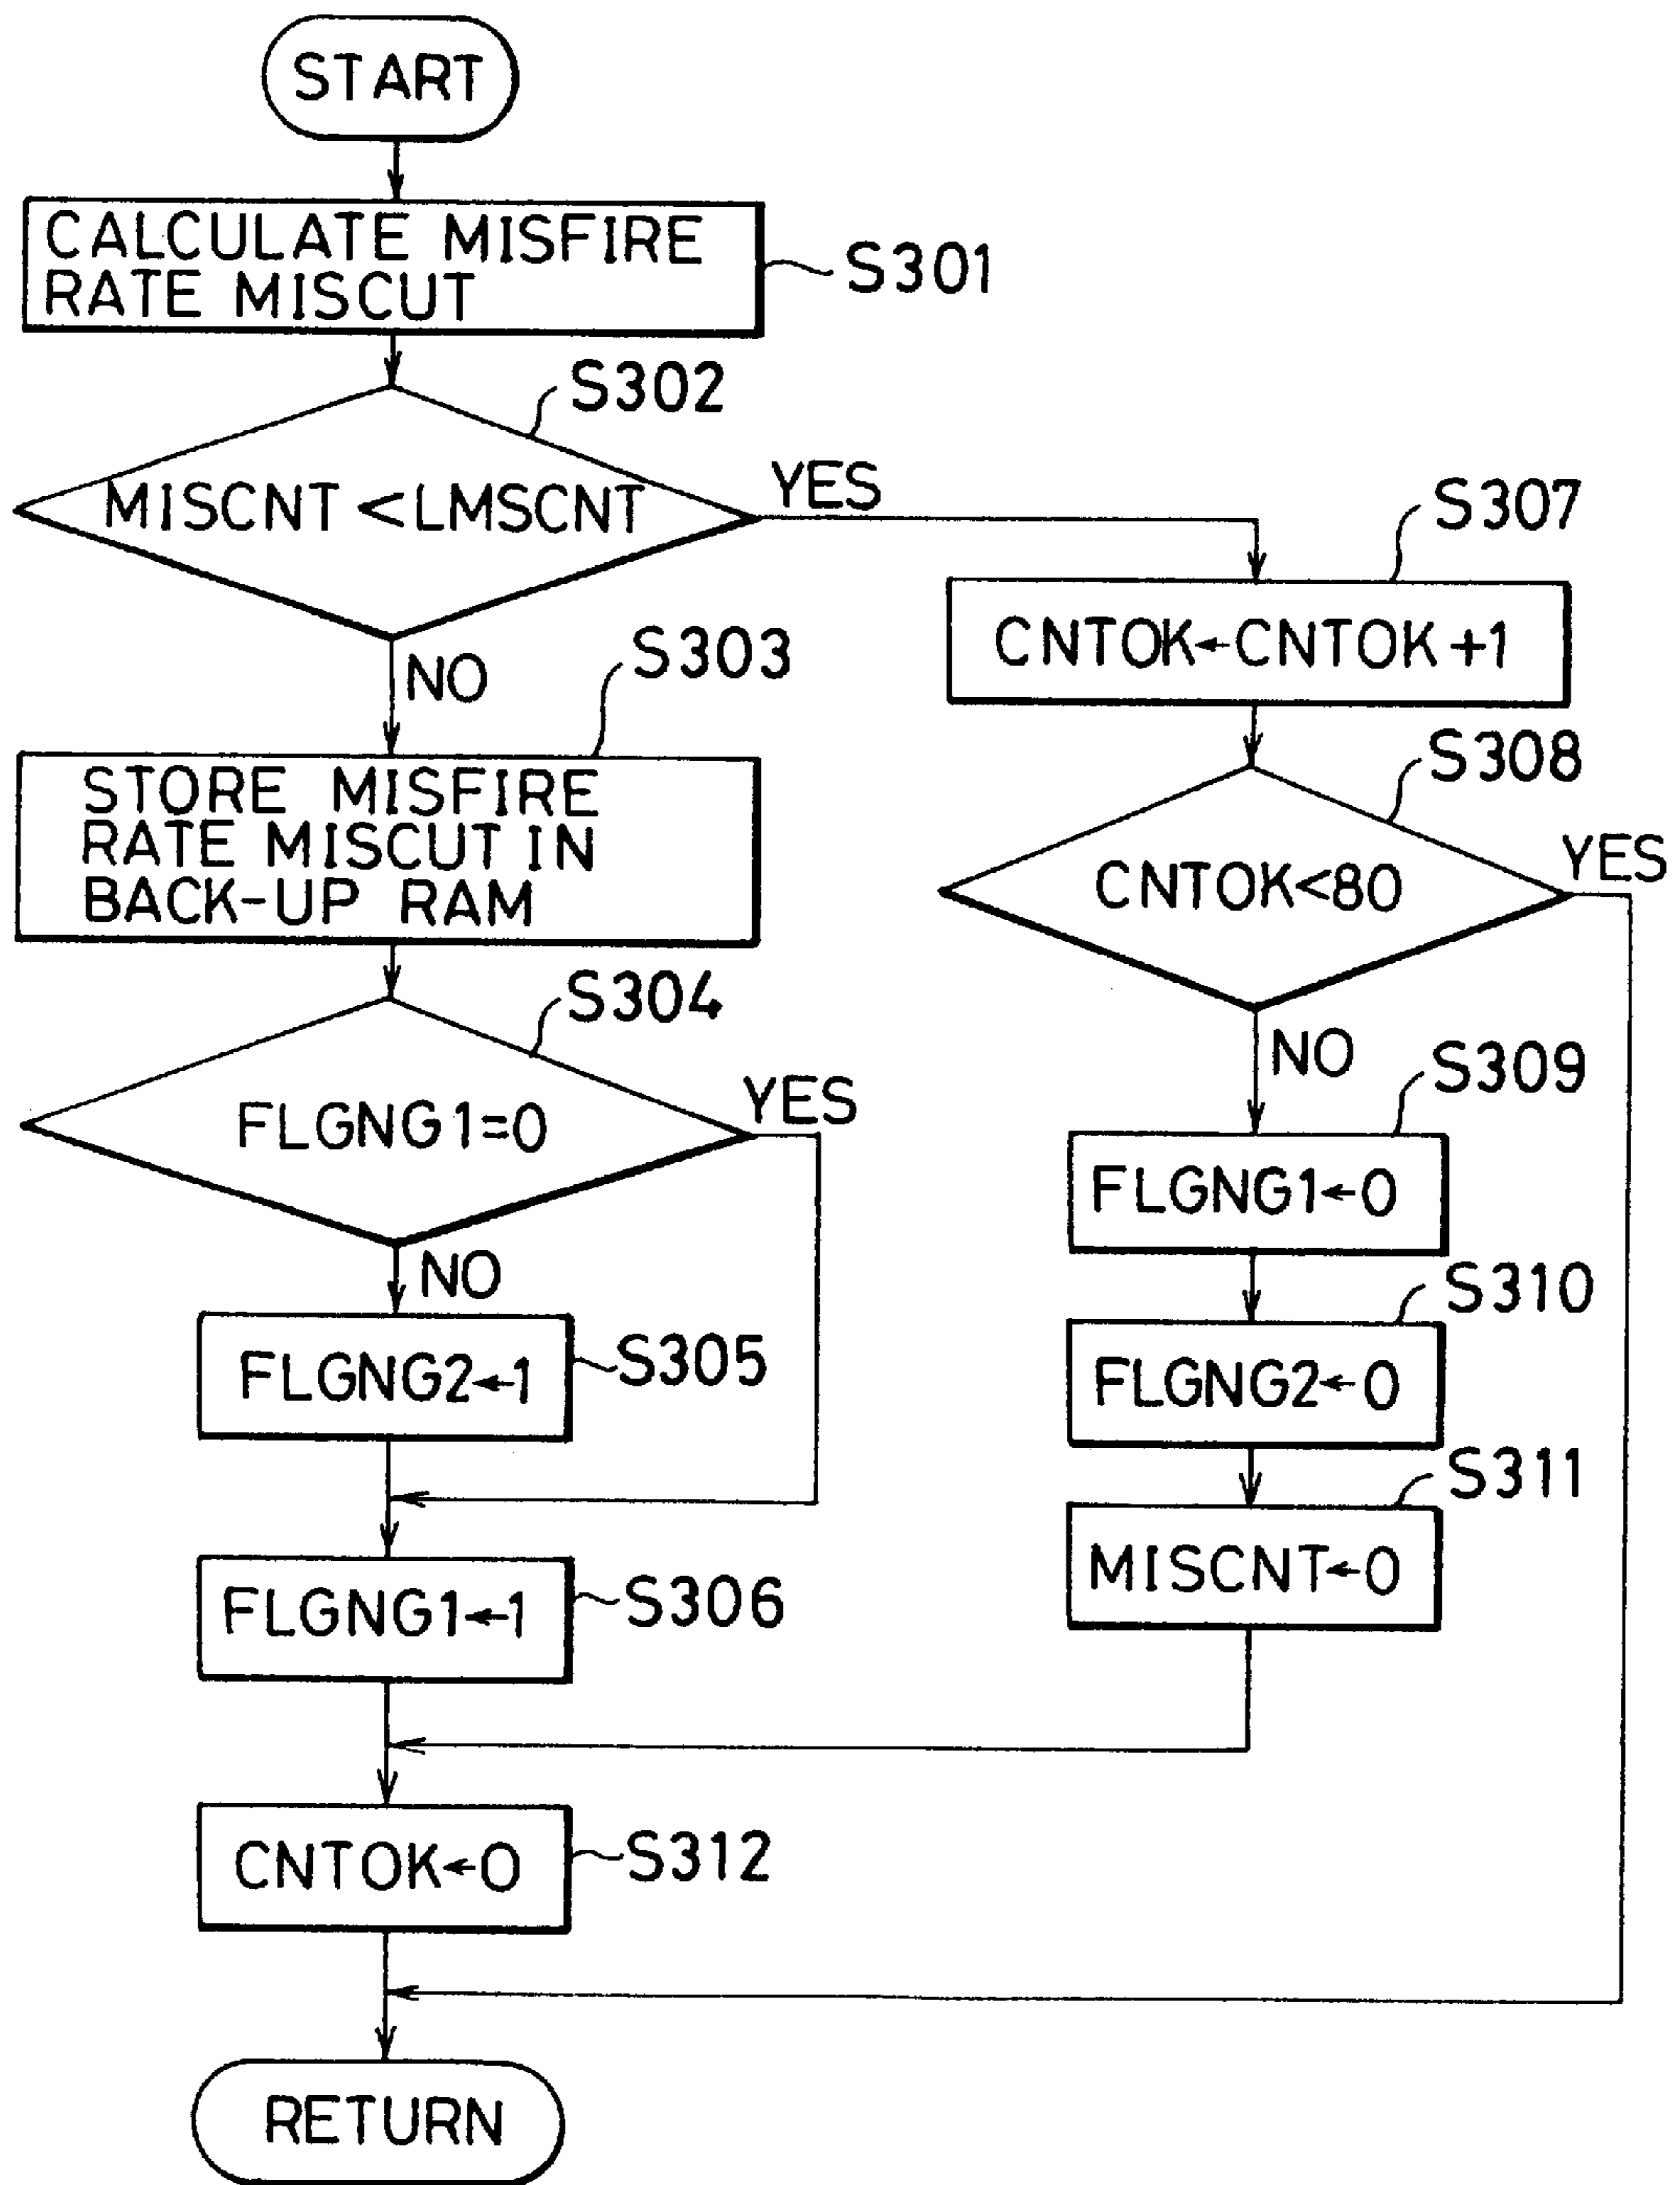 START
CALCULATE MISFIRE
RATE MISCUT
S301
S302
MISCNT < LMSCNT
YES
NO
S303
STORE MISFIRE
RATE MISCUT IN
BACK-UP RAM
S304
FLGNG1=0
YES
NO
FLGNG2←1
S305
FLGNG1←1
S306
S307
CNTOK←CNTOK+1
S308
CNTOK<80
YES
NO
S309
FLGNG1←0
S310
FLGNG2←0
S311
MISCNT←0
CNTOK←0
S312
RETURN